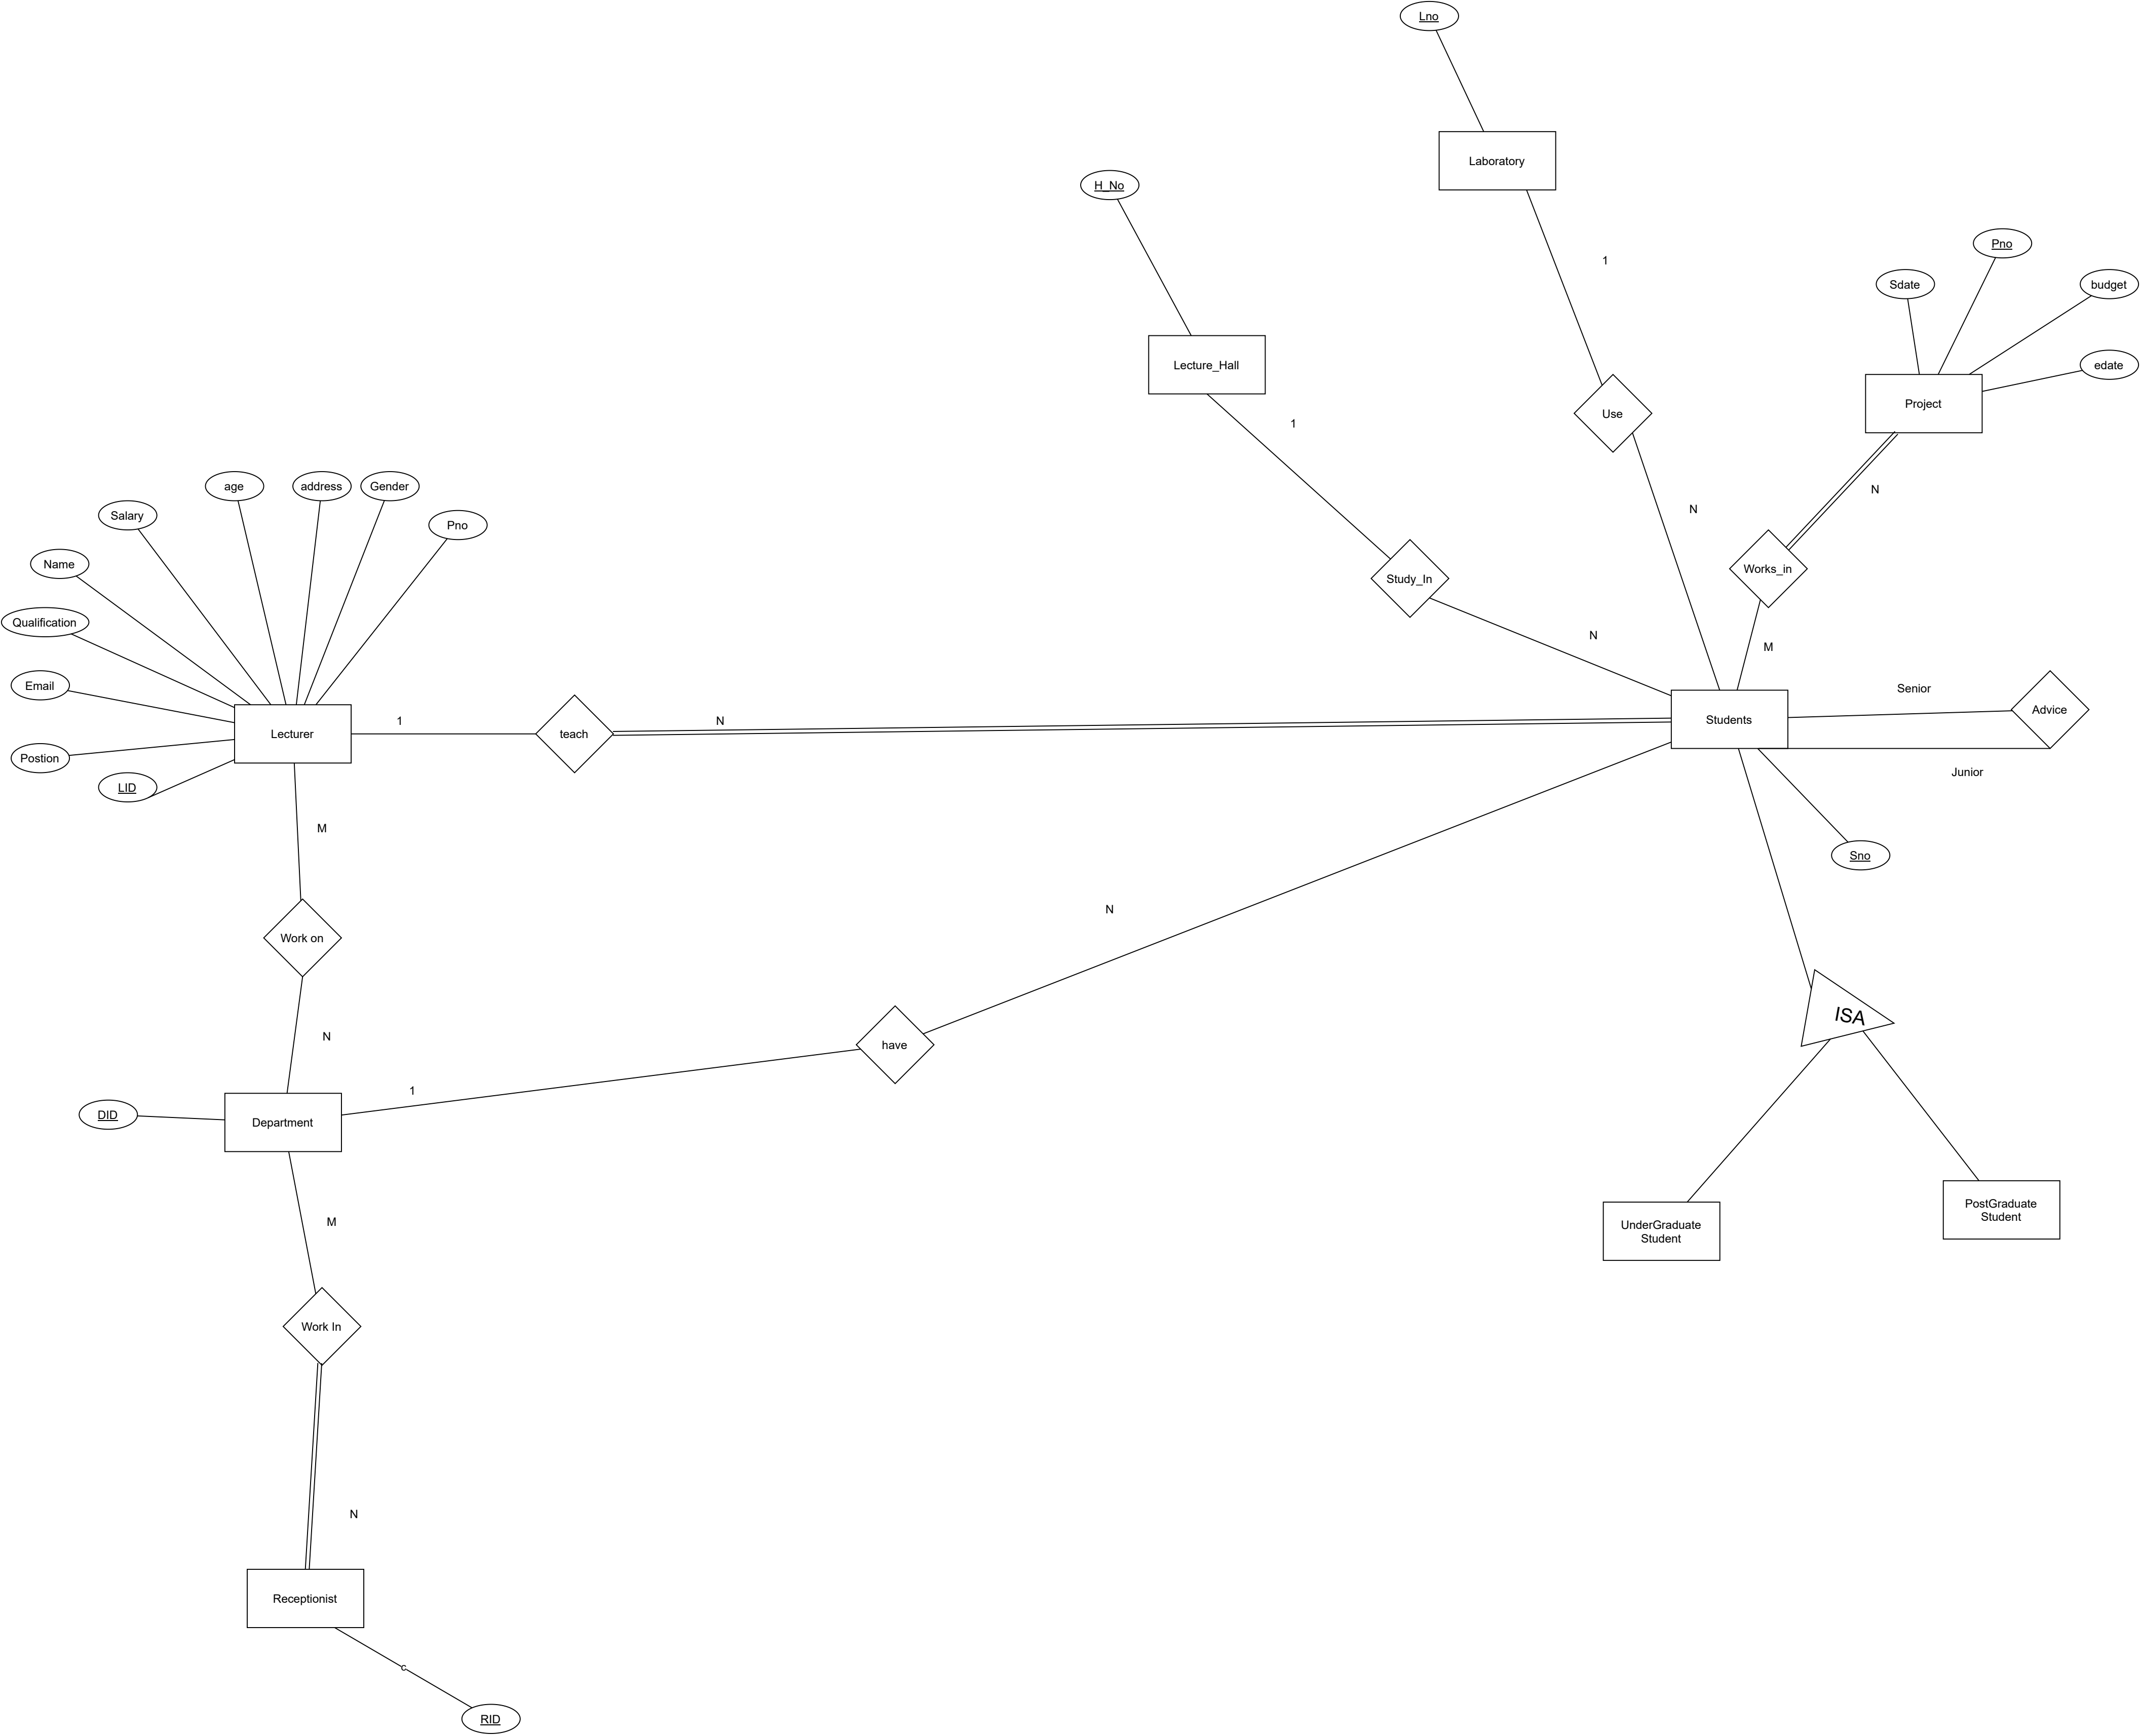 Lno
Laboratory
H_No
Pno
1
Sdate
budget
Lecture_Hall
edate
Project
Use
1
age
address
Gender
N
Salary
Pno
N
Name
Works_in
Study_In
Qualification
N
M
Email
Senior
Advice
1
N
Students
Lecturer
teach
Postion
Junior
LID
M
Sno
N
Work on
ISA
N
have
1
DID
Department
PostGraduate
Student
M
UnderGraduate
Student
Work In
N
Receptionist
c
RID